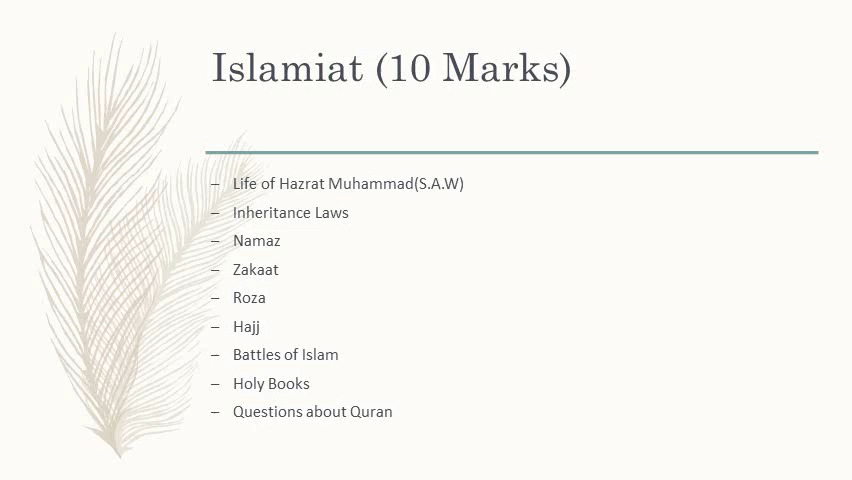 Islamiat (10 Marks)
– Life of Hazrat Muhammad(S.A.W)
– Inheritance Laws
– Namaz
– Zakaat
– Roza
– Hajj
– Battles of Islam
– Holy Books
– Questions about Quran